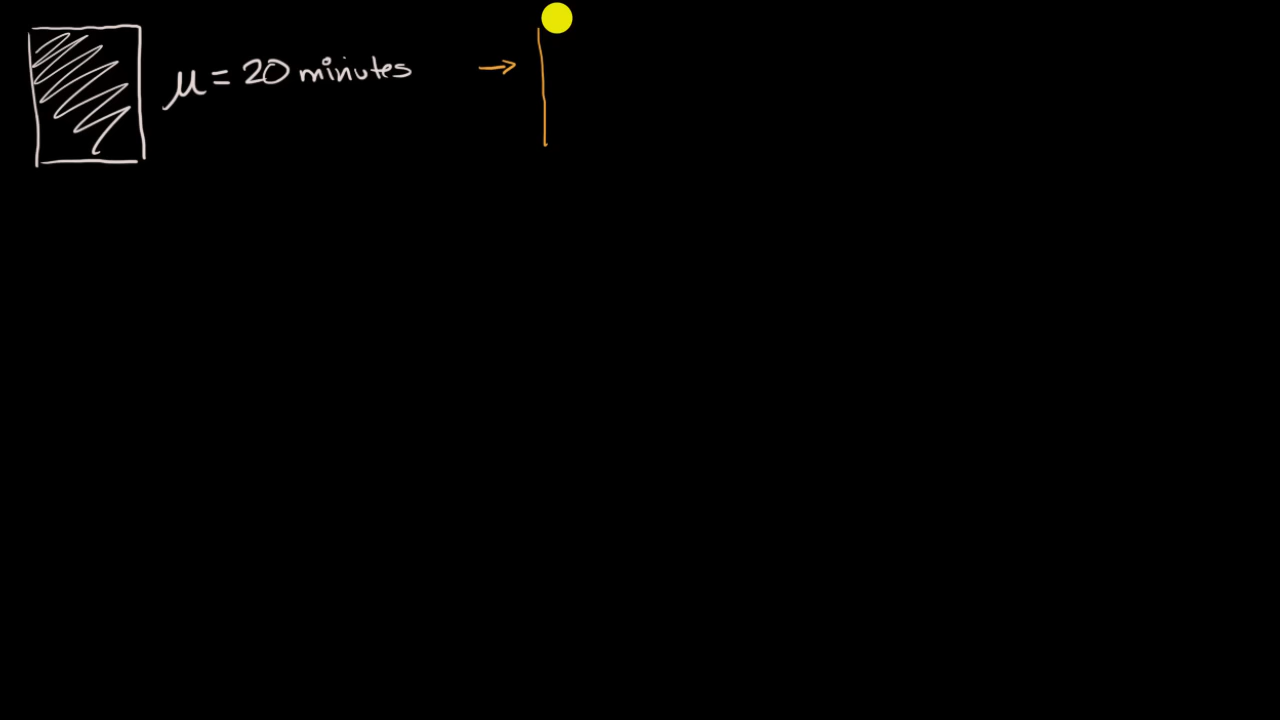 μ = 20 minutes →